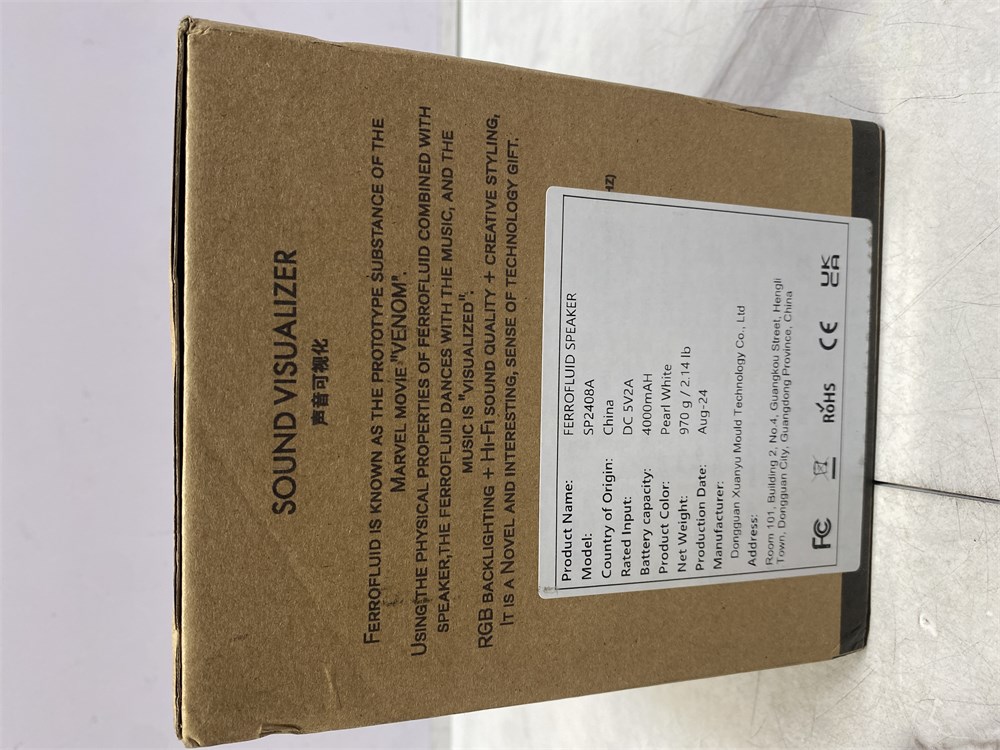 SOUND VISUALIZER
声音可视化
FERROFLUID IS KNOWN AS THE PROTOTYPE SUBSTANCE OF THE
MARVEL MOVIE "VENOM".
USING THE PHYSICAL PROPERTIES OF FERROFLUID COMBINED WITH
SPEAKER,THE FERROFLUID DANCES WITH THE MUSIC, AND THE
MUSIC IS "VISUALIZED".
RGB BACKLIGHTING + HI-FI SOUND QUALITY + CREATIVE STYLING,
IT IS A NOVEL AND INTERESTING, SENSE OF TECHNOLOGY GIFT.
HZ)
Product Name: FERROFLUID SPEAKER
Model: SP2408A
Country of Origin: China
Rated Input: DC 5V2A
Battery capacity: 4000mAH
Product Color: Pearl White
Net Weight: 970 g / 2.14 lb
Production Date: Aug-24
Manufacturer:
Dongguan Xuanyu Mould Technology Co., Ltd
Address:
Room 101, Building 2, No.4, Guangkou Street, Hengli
Town, Dongguan City, Guangdong Province, China
FC RoHS CE UK CA